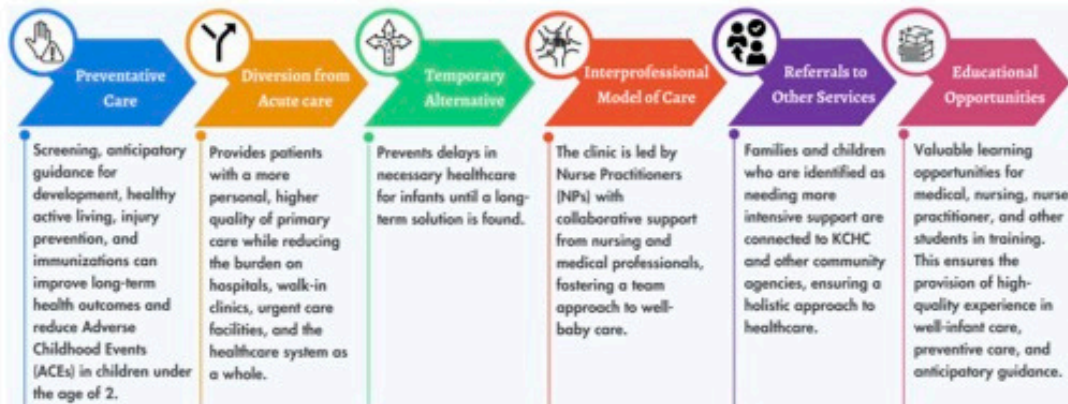 Preventative
Care
Screening, anticipatory
guidance for
development, healthy
active living, injury
prevention, and
immunizations can
improve long-term
health outcomes and
reduce Adverse
Childhood Events
(ACEs) in children under
the age of 2.
Diversion from
Acute care
Provides patients
with a more
personal, higher
quality of primary
care while reducing
the burden on
hospitals, walk-in
clinics, urgent care
facilities, and the
healthcare system as
a whole.
Temporary
Alternative
Prevents delays in
necessary healthcare
for infants until a long-
term solution is found.
Interprofessional
Model of Care
The clinic is led by
Nurse Practitioners
(NPs) with
collaborative support
from nursing and
medical professionals,
fostering a team
approach to well-
baby care.
Referrals to
Other Services
Families and children
who are identified as
needing more
intensive support are
connected to KCHC
and other community
agencies, ensuring a
holistic approach to
healthcare.
Educational
Opportunities
Valuable learning
opportunities for
medical, nursing, nurse
practitioner, and other
students in training.
This ensures the
provision of high-
quality experience in
well-infant care,
preventive care, and
anticipatory guidance.